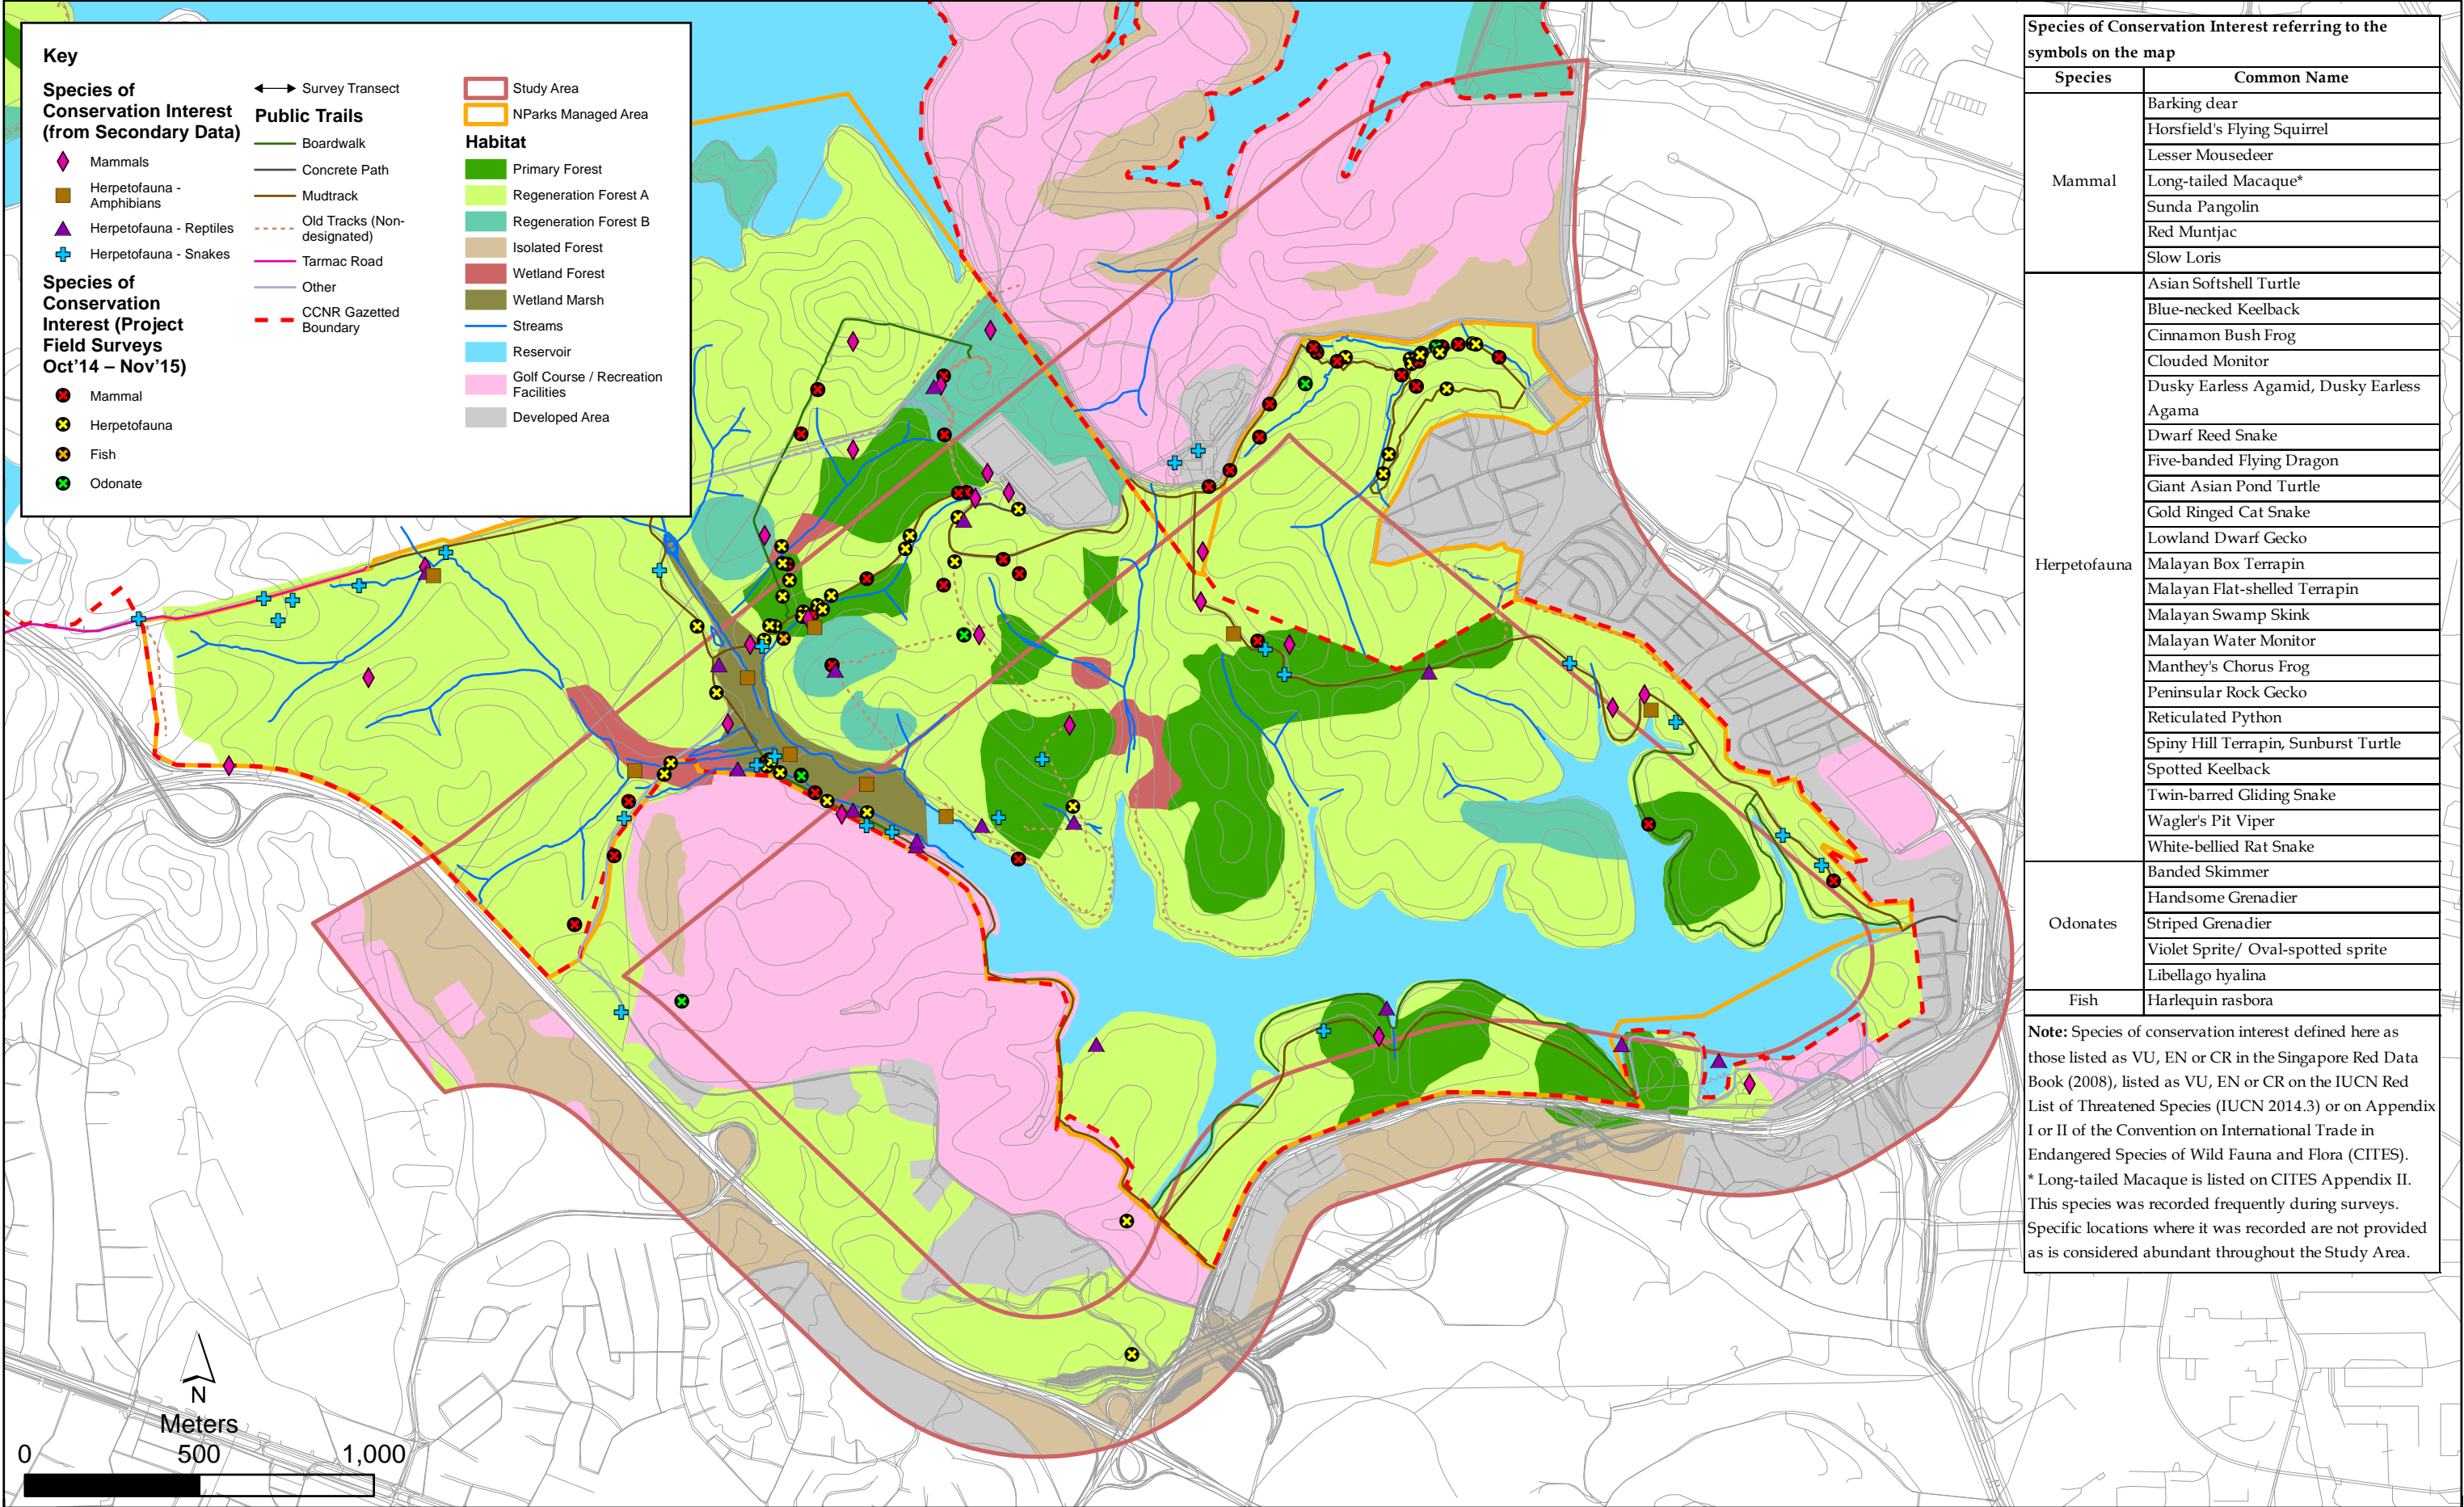 Key
Species of
Conservation Interest
(from Secondary Data)
Mammals
Herpetofauna -
Amphibians
Herpetofauna - Reptiles
Herpetofauna - Snakes
Species of
Conservation
Interest (Project
Field Surveys
Oct'14 – Nov'15)
Mammal
Herpetofauna
Fish
Odonate
Survey Transect
Public Trails
Boardwalk
Concrete Path
Mudtrack
Old Tracks (Non-
designated)
Tarmac Road
Other
CCNR Gazetted
Boundary
Study Area
NParks Managed Area
Habitat
Primary Forest
Regeneration Forest A
Regeneration Forest B
Isolated Forest
Wetland Forest
Wetland Marsh
Streams
Reservoir
Golf Course / Recreation
Facilities
Developed Area
N
Meters
0 500 1,000
Species of Conservation Interest referring to the
symbols on the map
Species Common Name
Mammal
Barking dear
Horsfield's Flying Squirrel
Lesser Mousedeer
Long-tailed Macaque*
Sunda Pangolin
Red Muntjac
Slow Loris
Herpetofauna
Asian Softshell Turtle
Blue-necked Keelback
Cinnamon Bush Frog
Clouded Monitor
Dusky Earless Agamid, Dusky Earless
Agama
Dwarf Reed Snake
Five-banded Flying Dragon
Giant Asian Pond Turtle
Gold Ringed Cat Snake
Lowland Dwarf Gecko
Malayan Box Terrapin
Malayan Flat-shelled Terrapin
Malayan Swamp Skink
Malayan Water Monitor
Manthey's Chorus Frog
Peninsular Rock Gecko
Reticulated Python
Spiny Hill Terrapin, Sunburst Turtle
Spotted Keelback
Twin-barred Gliding Snake
Wagler's Pit Viper
White-bellied Rat Snake
Odonates
Banded Skimmer
Handsome Grenadier
Striped Grenadier
Violet Sprite/ Oval-spotted sprite
Libellago hyalina
Fish Harlequin rasbora
Note: Species of conservation interest defined here as
those listed as VU, EN or CR in the Singapore Red Data
Book (2008), listed as VU, EN or CR on the IUCN Red
List of Threatened Species (IUCN 2014.3) or on Appendix
I or II of the Convention on International Trade in
Endangered Species of Wild Fauna and Flora (CITES).
* Long-tailed Macaque is listed on CITES Appendix II.
This species was recorded frequently during surveys.
Specific locations where it was recorded are not provided
as is considered abundant throughout the Study Area.